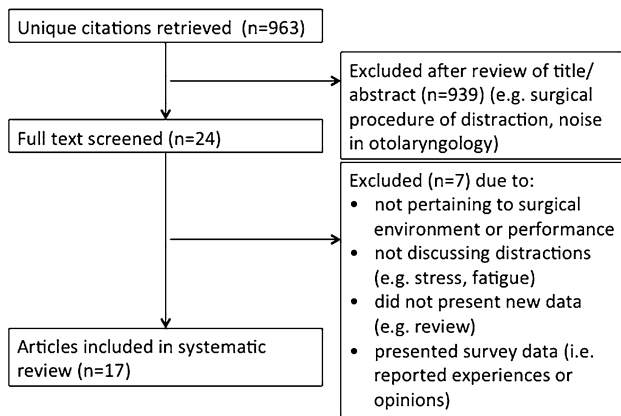 Unique citations retrieved (n=963)
Excluded after review of title/
abstract (n=939) (e.g. surgical
procedure of distraction, noise
in otolaryngology)
Full text screened (n=24)
Excluded (n=7) due to:
• not pertaining to surgical
environment or performance
• not discussing distractions
(e.g. stress, fatigue)
• did not present new data
(e.g. review)
• presented survey data (i.e.
reported experiences or
opinions)
Articles included in systematic
review (n=17)